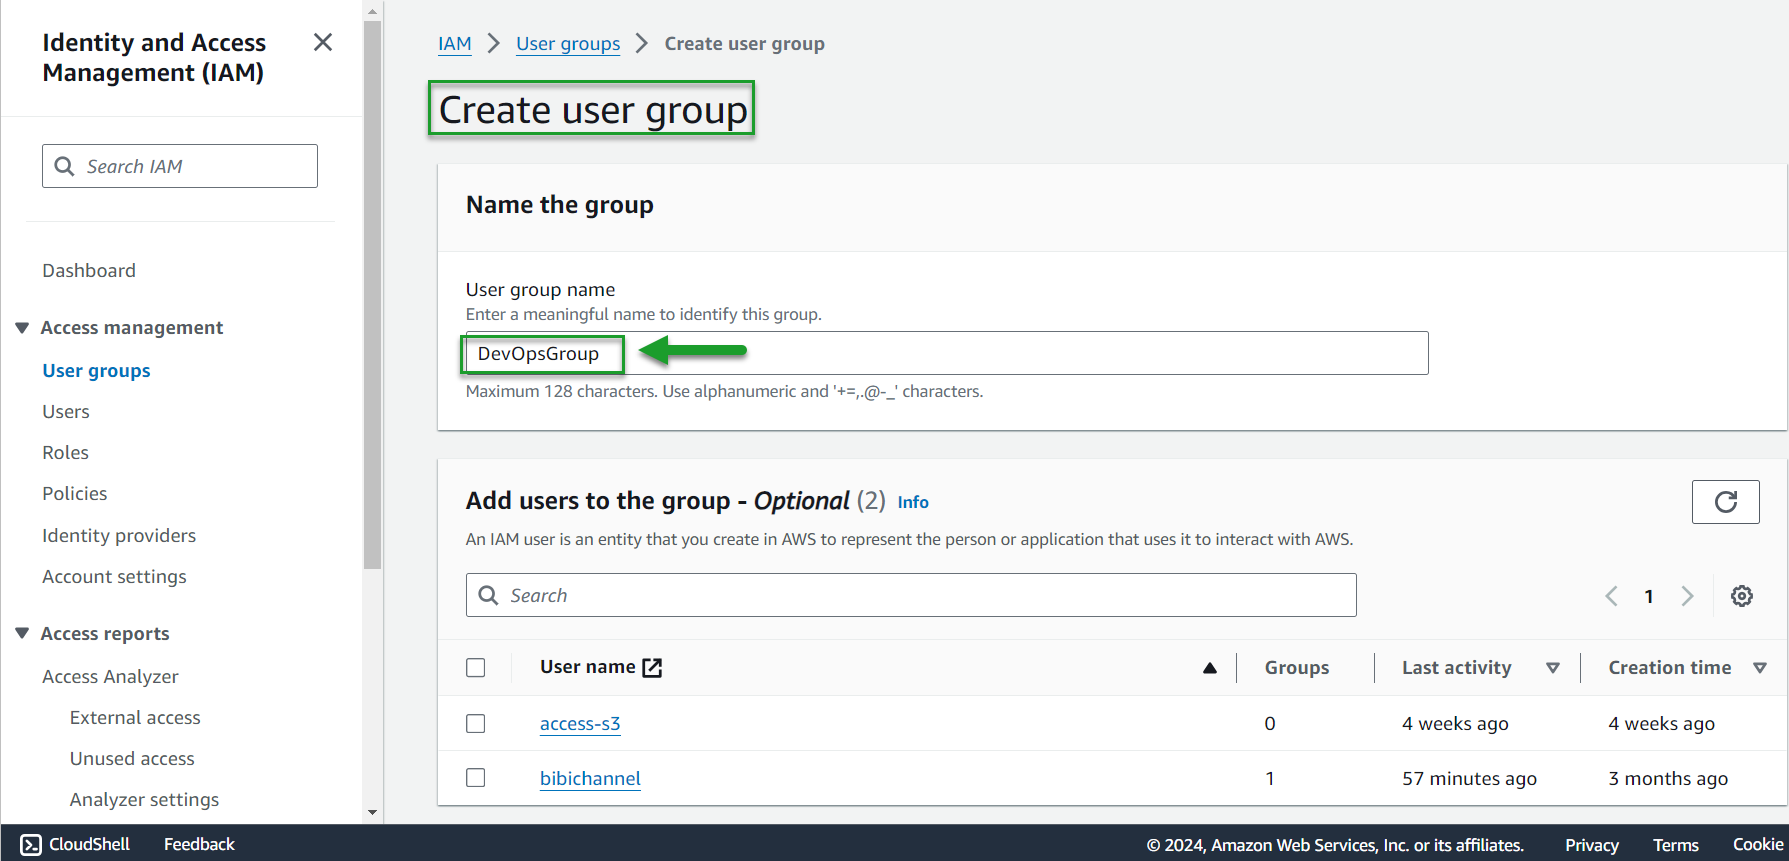 Identity and Access
Management (IAM)
Search IAM
Dashboard
Access management
User groups
Users
Roles
Policies
Identity providers
Account settings
Access reports
Access Analyzer
External access
Unused access
Analyzer settings
IAM > User groups > Create user group
Create user group
Name the group
User group name
Enter a meaningful name to identify this group.
DevOpsGroup
Maximum 128 characters. Use alphanumeric and '+=,.@-_' characters.
Add users to the group - Optional (2) Info
An IAM user is an entity that you create in AWS to represent the person or application that uses it to interact with AWS.
Search
1
User name Groups Last activity Creation time
access-s3 0 4 weeks ago 4 weeks ago
bibichannel 1 57 minutes ago 3 months ago
CloudShell Feedback © 2024, Amazon Web Services, Inc. or its affiliates. Privacy Terms Cookie